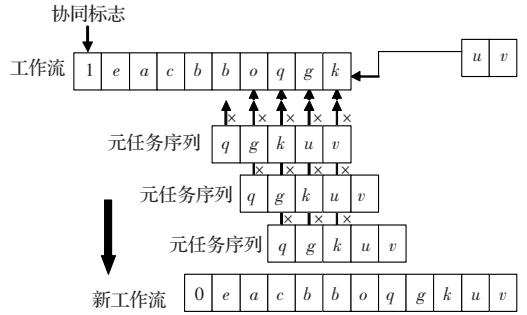 协同标志
工作流 1 e a c b b o q g k u v
× × × × ×
元任务序列 q g k u v
× × × ×
元任务序列 q g k u v
× × ×
元任务序列 q g k u v
新工作流 0 e a c b b o q g k u v